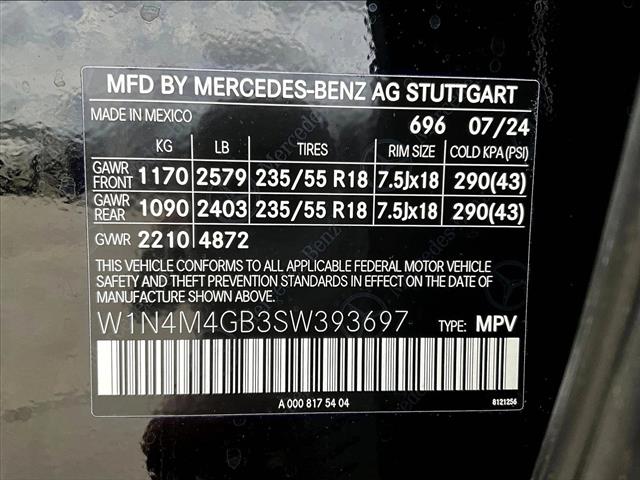 MFD BY MERCEDES-BENZ AG STUTTGART
MADE IN MEXICO 696 07/24
KG LB TIRES RIM SIZE COLD KPA(PSI)
GAWR FRONT 1170 2579 235/55 R18 7.5Jx18 290(43)
GAWR REAR 1090 2403 235/55 R18 7.5Jx18 290(43)
GVWR 2210 4872
THIS VEHICLE CONFORMS TO ALL APPLICABLE FEDERAL MOTOR VEHICLE
SAFETY AND THEFT PREVENTION STANDARDS IN EFFECT ON THE DATE
OF MANUFACTURE SHOWN ABOVE.
W1N4M4GB3SW393697 TYPE: MPV
A 000 817 54 04 8121256